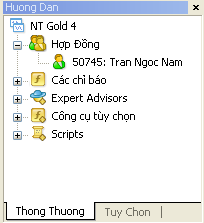 Huong Dan
NT Gold 4
Hợp Đồng
50745: Tran Ngoc Nam
Các chỉ báo
Expert Advisors
Công cụ tùy chọn
Scripts
Thong Thuong
Tuy Chon